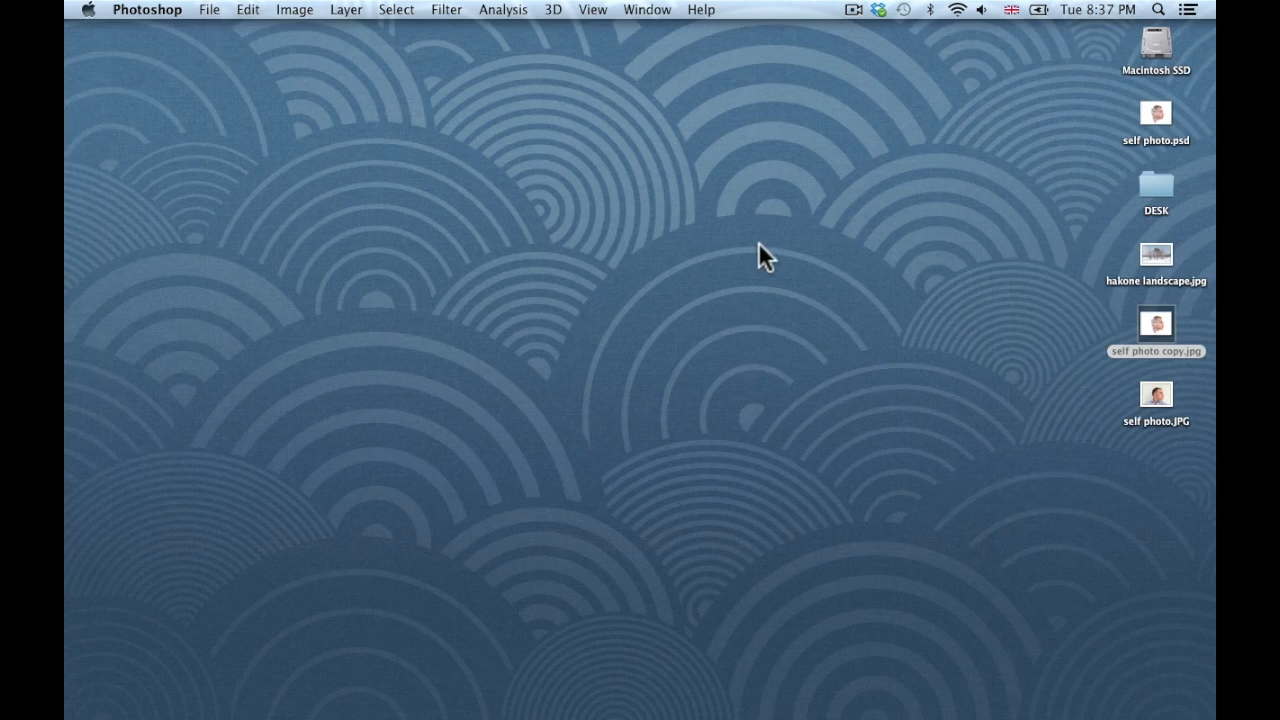 Photoshop File Edit Image Layer Select Filter Analysis 3D View Window Help Tue 8:37 PM
Macintosh SSD
self photo.psd
DESK
hakone landscape.jpg
self photo copy.jpg
self photo.JPG